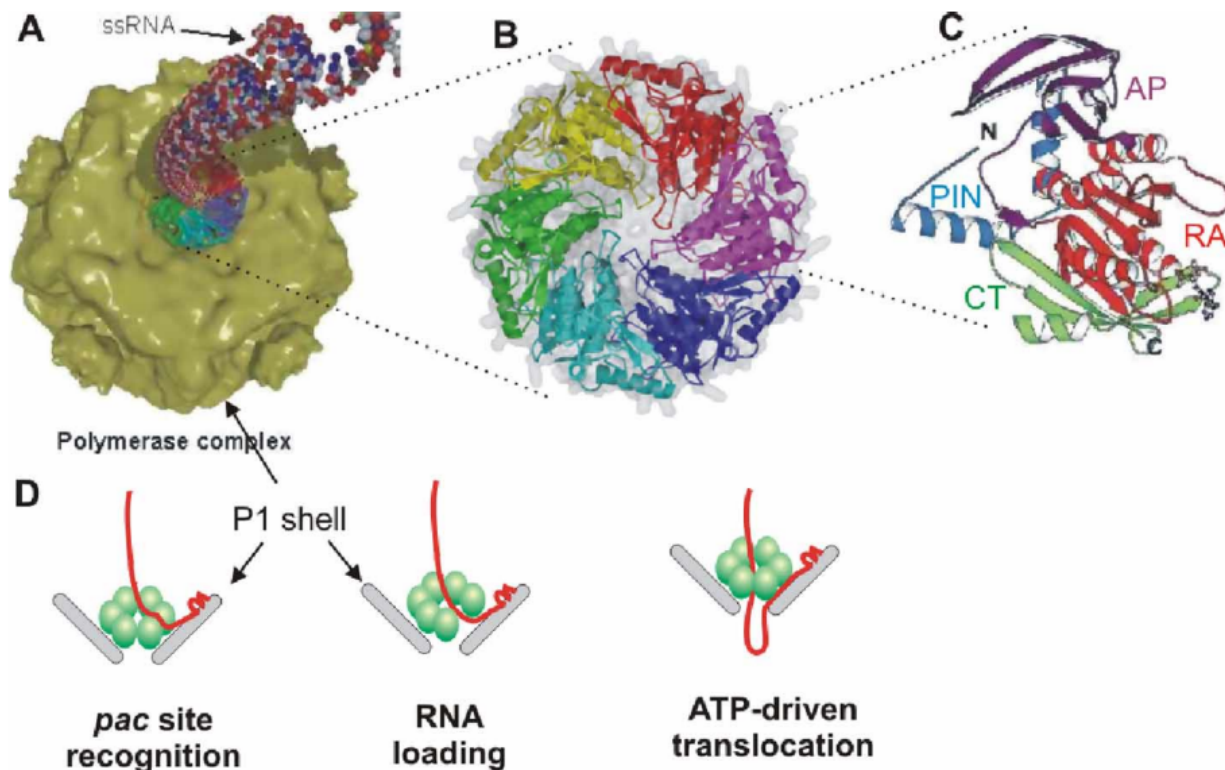 A
ssRNA
B
C
AP
N
PIN
RA
CT
C
Polymerase complex
D
P1 shell
pac site
recognition
RNA
loading
ATP-driven
translocation